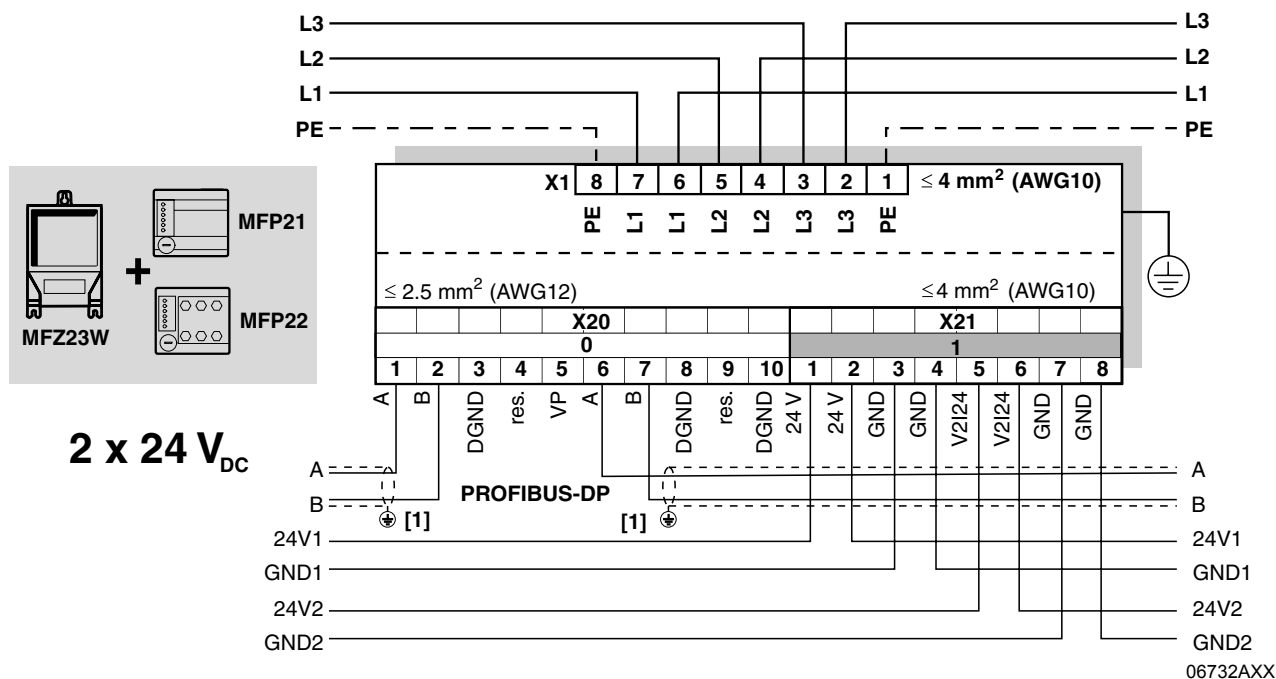 L3 L3
L2 L2
L1 L1
PE PE
X1 8 7 6 5 4 3 2 1 ≤ 4 mm² (AWG10)
PE L1 L1 L2 L2 L3 L3 PE
MFP21
MFZ23W + MFP22
≤ 2.5 mm² (AWG12) ≤4 mm² (AWG10)
X20 X21
0 1
1 2 3 4 5 6 7 8 9 10 1 2 3 4 5 6 7 8
A B DGND res. VP A B DGND res. DGND 24 V 24 V GND GND V2I24 V2I24 GND GND
2 x 24 V DC
A A
PROFIBUS-DP
B B
[1] [1]
24V1 24V1
GND1 GND1
24V2 24V2
GND2 GND2
06732AXX